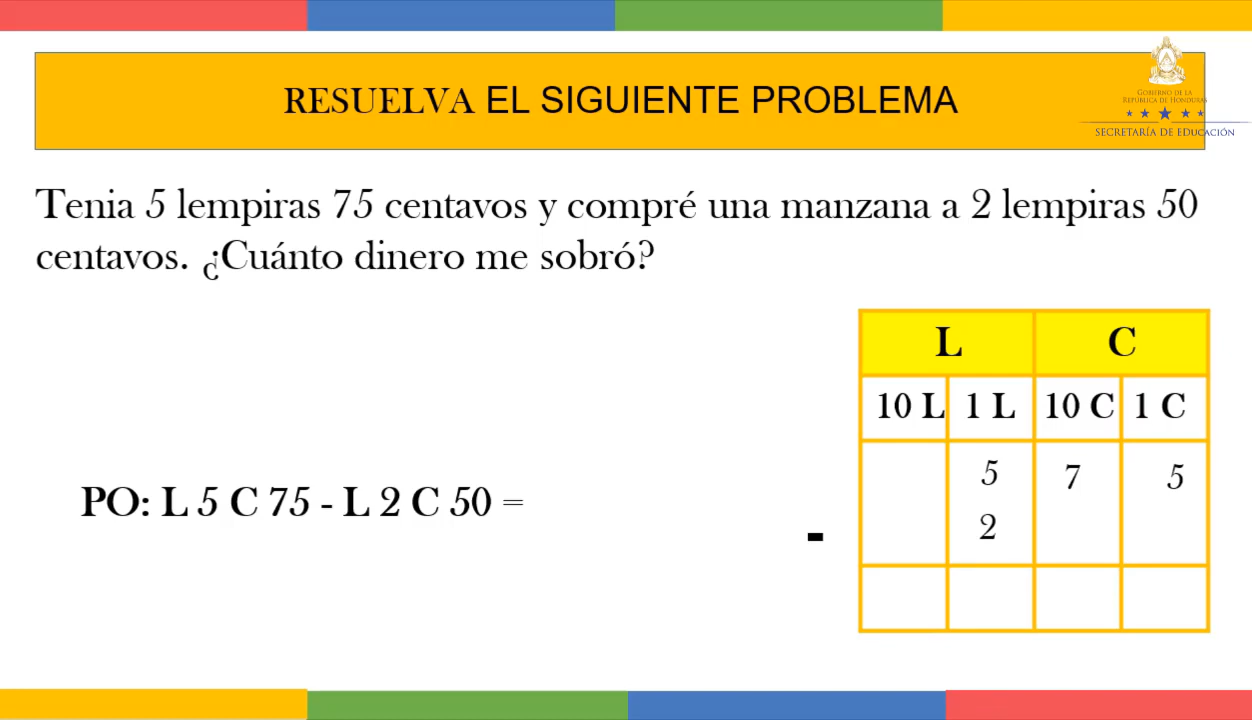 RESUELVA EL SIGUIENTE PROBLEMA
GOBIERNO DE LA
REPÚBLICA DE HONDURAS
SECRETARÍA DE EDUCACIÓN
Tenia 5 lempiras 75 centavos y compré una manzana a 2 lempiras 50
centavos. ¿Cuánto dinero me sobró?
C
L C
10 L 1 L 10 C 1 C
5 7 5
PO: L 5 C 75 - L 2 C 50 =
- 2